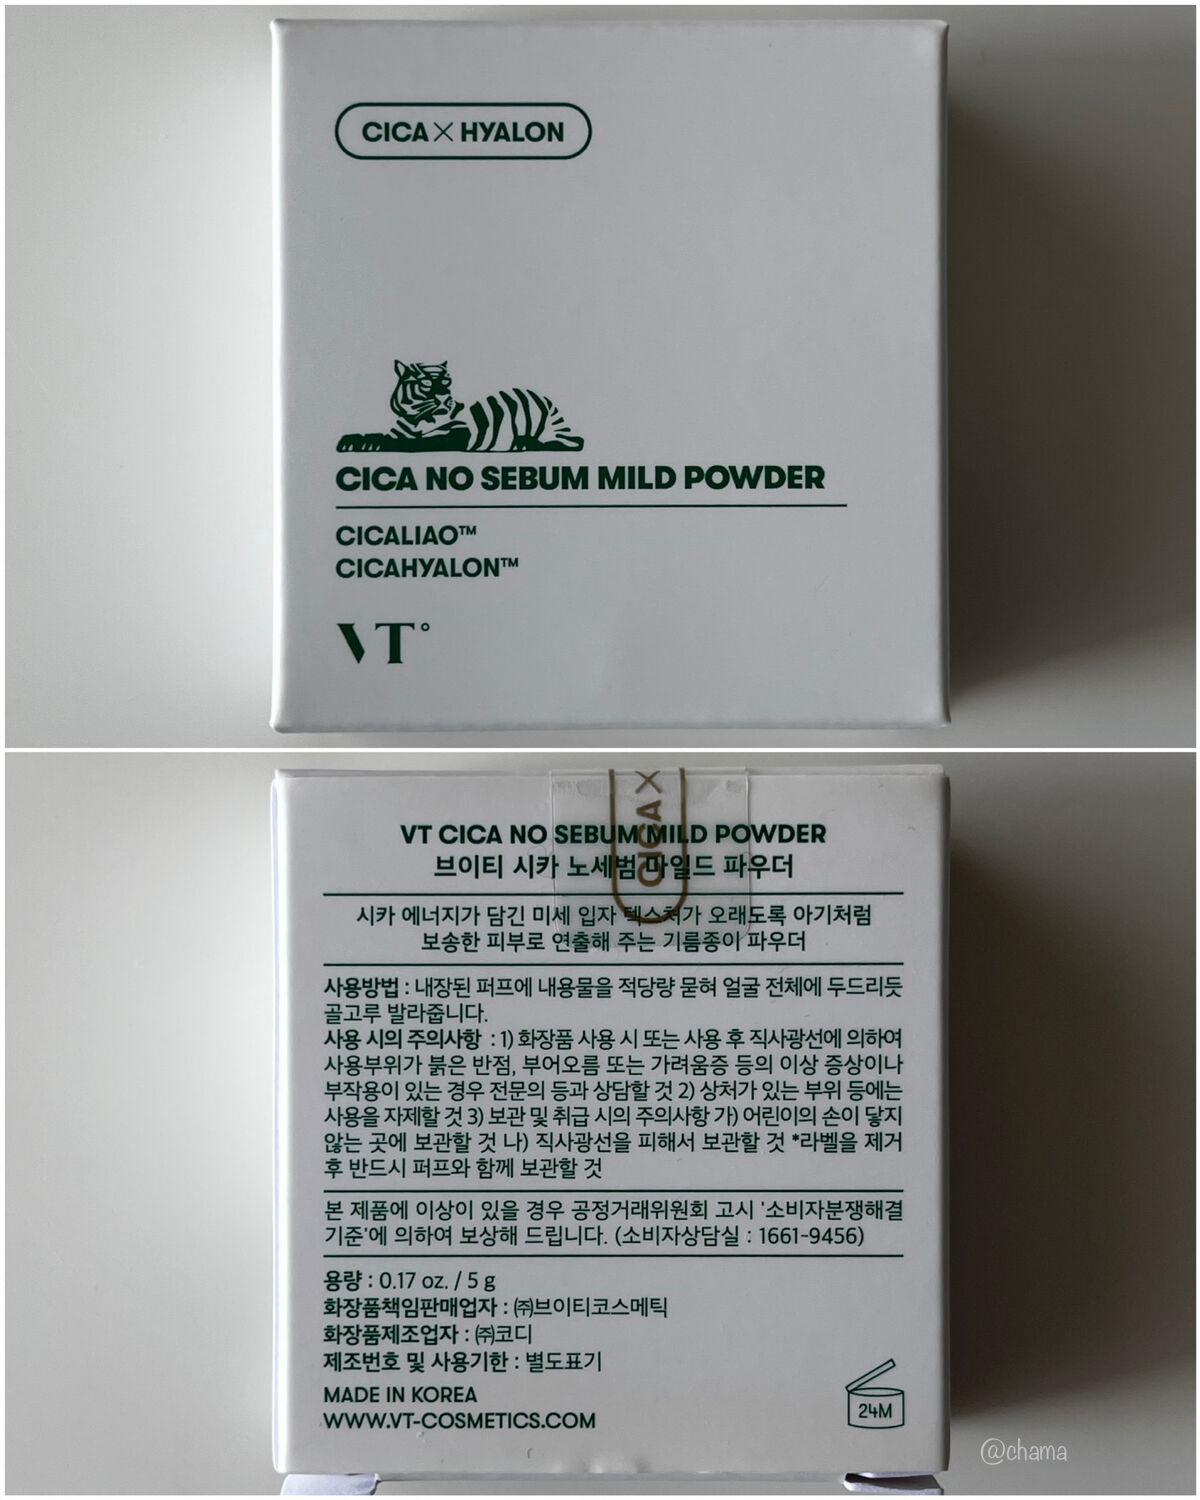 CICA × HYALON
CICA NO SEBUM MILD POWDER
CICALIAO™
CICAHYALON™
VT°
CICA ×
VT CICA NO SEBUM MILD POWDER
브이티 시카 노세범 마일드 파우더
시카 에너지가 담긴 미세 입자 텍스처가 오래도록 아기처럼
보송한 피부로 연출해 주는 기름종이 파우더
사용방법 : 내장된 퍼프에 내용물을 적당량 묻혀 얼굴 전체에 두드리듯
골고루 발라줍니다.
사용 시의 주의사항 : 1) 화장품 사용 시 또는 사용 후 직사광선에 의하여
사용부위가 붉은 반점, 부어오름 또는 가려움증 등의 이상 증상이나
부작용이 있는 경우 전문의 등과 상담할 것 2) 상처가 있는 부위 등에는
사용을 자제할 것 3) 보관 및 취급 시의 주의사항 가) 어린이의 손이 닿지
않는 곳에 보관할 것 나) 직사광선을 피해서 보관할 것 *라벨을 제거
후 반드시 퍼프와 함께 보관할 것
본 제품에 이상이 있을 경우 공정거래위원회 고시 '소비자분쟁해결
기준'에 의하여 보상해 드립니다. (소비자상담실 : 1661-9456)
용량 : 0.17 oz. / 5 g
화장품책임판매업자 : ㈜브이티코스메틱
화장품제조업자 : ㈜코디
제조번호 및 사용기한 : 별도표기
MADE IN KOREA
WWW.VT-COSMETICS.COM
24M
@chama